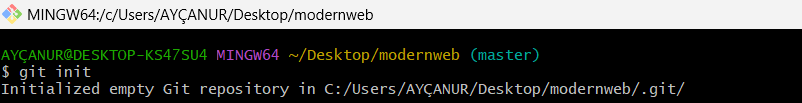 MINGW64:/c/Users/AYÇANUR/Desktop/modernweb
AYÇANUR@DESKTOP-KS47SU4 MINGW64 ~/Desktop/modernweb (master)
$ git init
Initialized empty Git repository in C:/Users/AYÇANUR/Desktop/modernweb/.git/